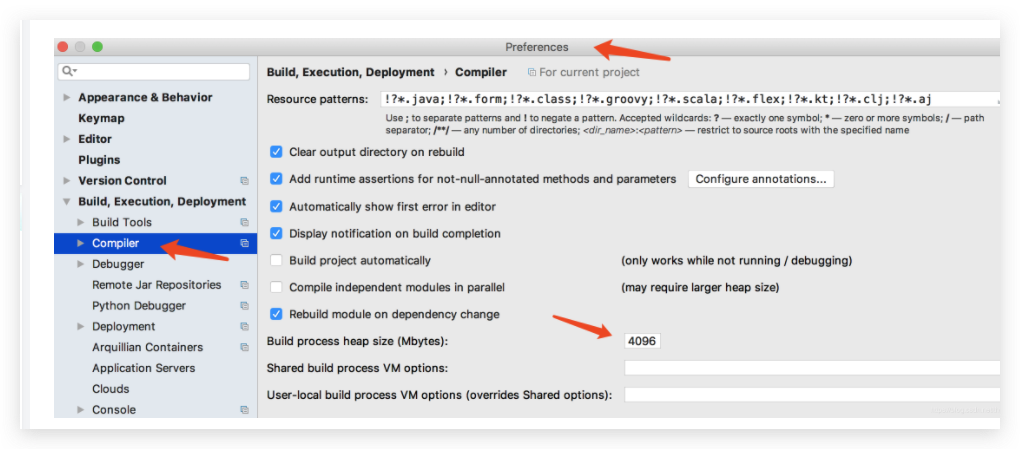 Preferences
Build, Execution, Deployment › Compiler For current project
Appearance & Behavior
Keymap
Editor
Plugins
Version Control
Build, Execution, Deployment
Build Tools
Compiler
Debugger
Remote Jar Repositories
Python Debugger
Deployment
Arquillian Containers
Application Servers
Clouds
Console
Resource patterns: !?*.java;!?*.form;!?*.class;!?*.groovy;!?*.scala;!?*.flex;!?*.kt;!?*.clj;!?*.aj
Use ; to separate patterns and ! to negate a pattern. Accepted wildcards: ? — exactly one symbol; * — zero or more symbols; / — path
separator; /**/ — any number of directories; <dir_name>:<pattern> — restrict to source roots with the specified name
Clear output directory on rebuild
Add runtime assertions for not-null-annotated methods and parameters Configure annotations...
Automatically show first error in editor
Display notification on build completion
Build project automatically (only works while not running / debugging)
Compile independent modules in parallel (may require larger heap size)
Rebuild module on dependency change
Build process heap size (Mbytes): 4096
Shared build process VM options:
User-local build process VM options (overrides Shared options):